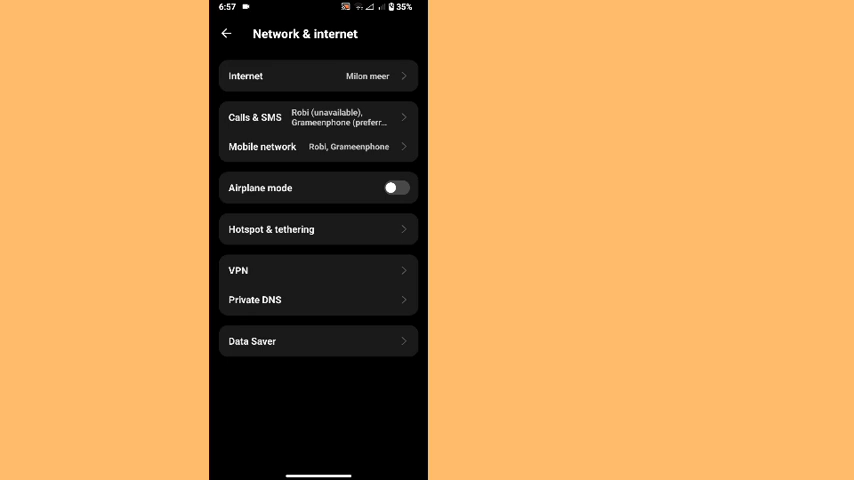 6:57 35%
Network & internet
Internet Milon meer
Calls & SMS Robi (unavailable),
Grameenphone (preferr...
Mobile network Robi, Grameenphone
Airplane mode
Hotspot & tethering
VPN
Private DNS
Data Saver